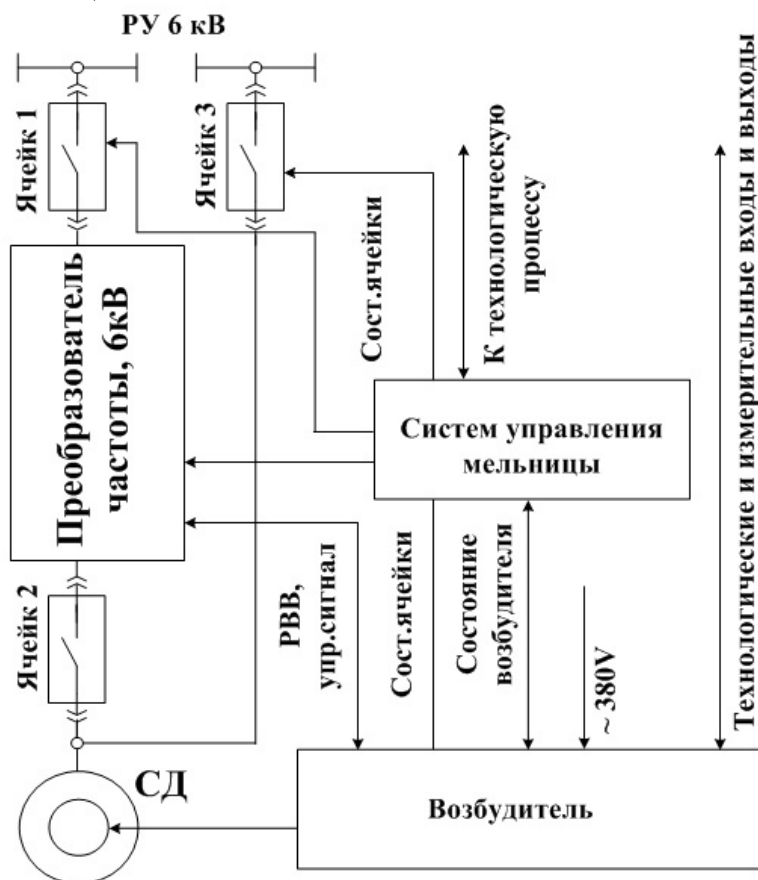 РУ 6 кВ
Ячейк 1
Ячейк 3
Преобразователь
частоты, 6кВ
Сост.ячейки
К технологическую
процессу
Технологические и измерительные входы и выходы
Систем управления
мельницы
Ячейк 2
РВВ,
упр.сигнал
Сост.ячейки
Состояние
возбудителя
~ 380V
СД
Возбудитель